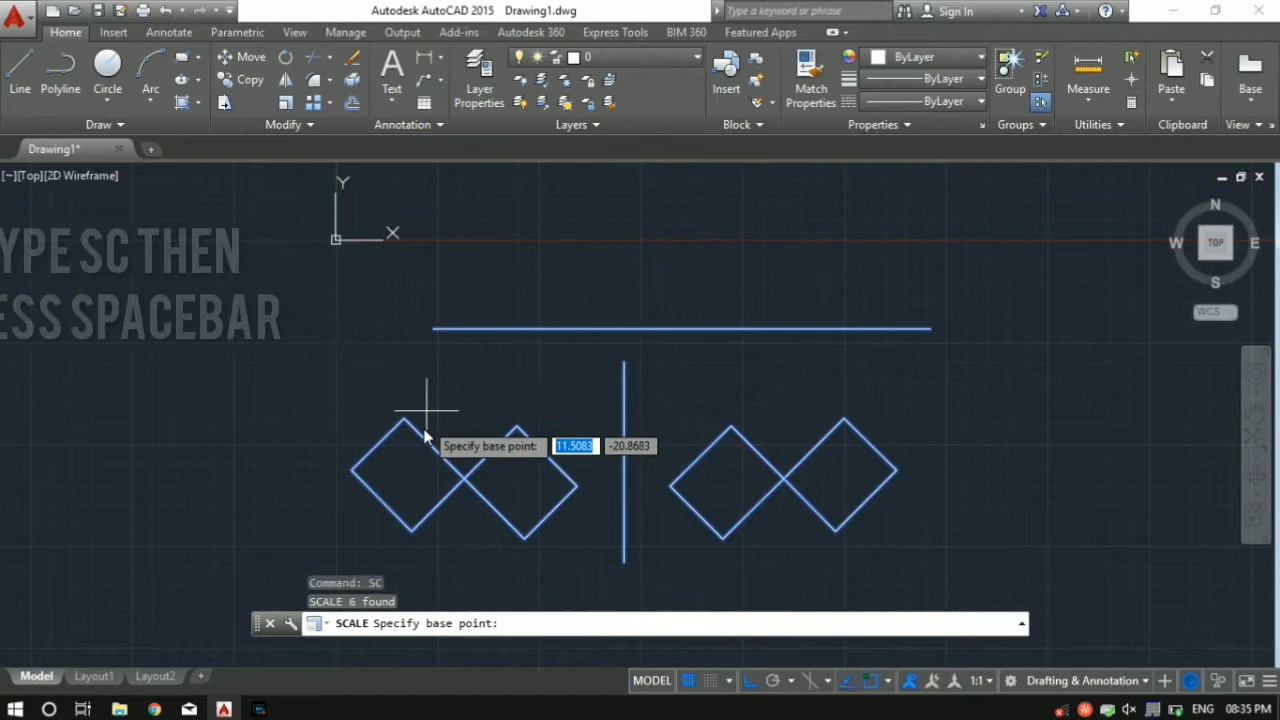 Autodesk AutoCAD 2015 Drawing1.dwg
Type a keyword or phrase
Sign In
Home Insert Annotate Parametric View Manage Output Add-ins Autodesk 360 Express Tools BIM 360 Featured Apps
Line
Polyline
Circle
Arc
Move
Copy
Text
Layer
Properties
0
Insert
Match
Properties
ByLayer
ByLayer
ByLayer
Group
Measure
Paste
Base
Draw
Modify
Annotation
Layers
Block
Properties
Groups
Utilities
Clipboard
View
Drawing1*
[−][Top][2D Wireframe]
Y
X
YPE SC THEN
ESS SPACEBAR
N
W
TOP
E
S
WCS
Specify base point: 11.5083 -20.8683
Command: SC
SCALE 6 found
SCALE Specify base point:
Model Layout1 Layout2 +
MODEL
1:1
Drafting & Annotation
ENG
08:35 PM